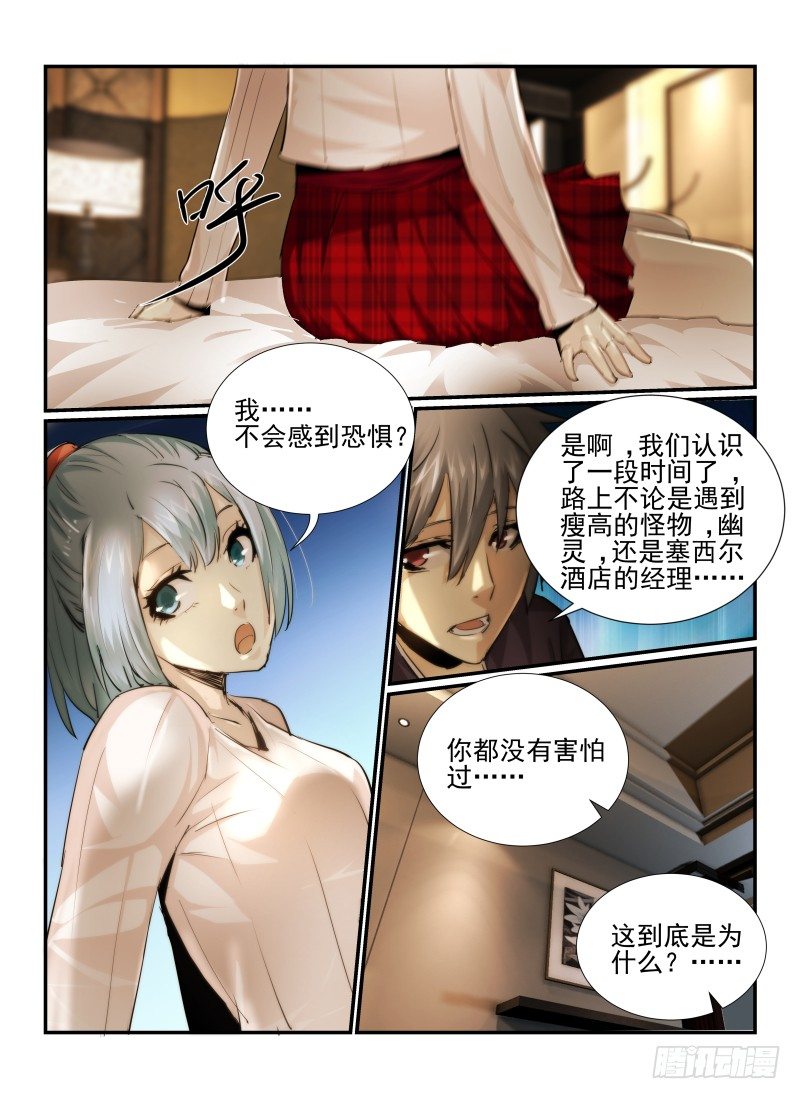 呼
我……
不会感到恐惧？
是啊，我们认识
了一段时间了，
路上不论是遇到
瘦高的怪物，幽
灵，还是塞西尔
酒店的经理……
你都没有害怕
过……
这到底是为
什么？……
腾讯动漫